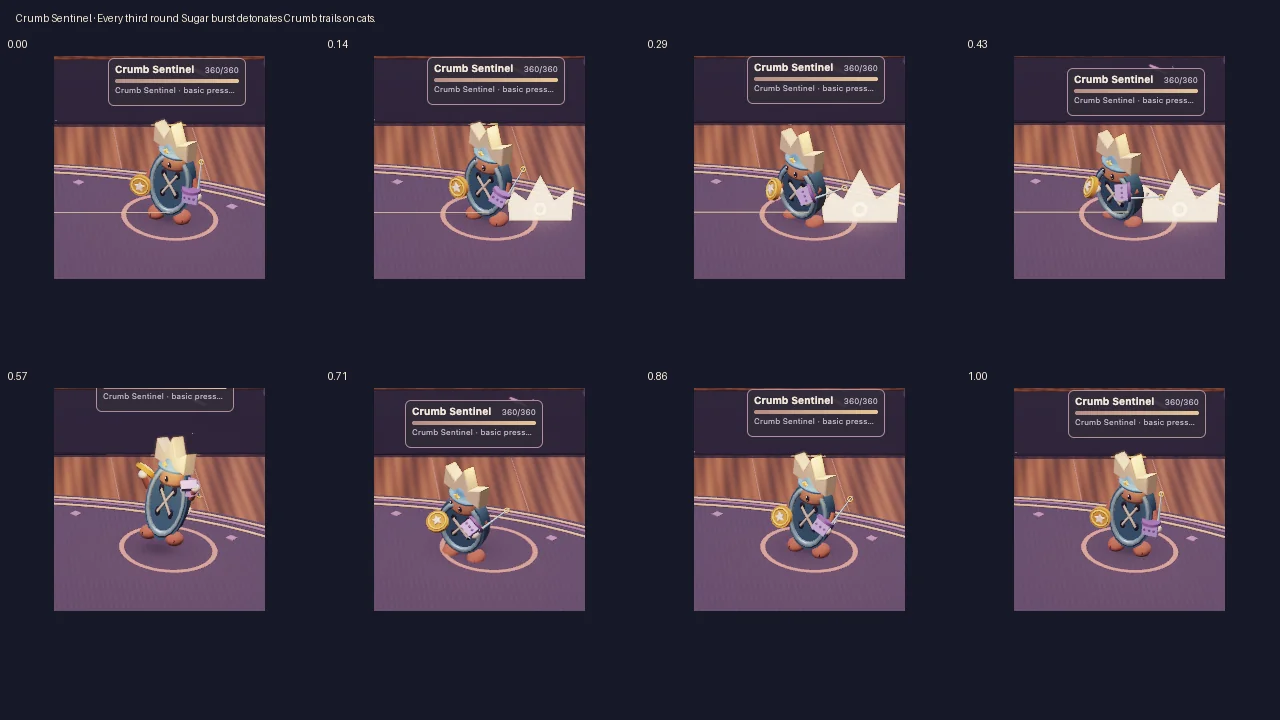 Crumb Sentinel · Every third round Sugar burst detonates Crumb trails on cats.
0.00
0.14
0.29
0.43
Crumb Sentinel 360/360
Crumb Sentinel · basic press...
Crumb Sentinel 360/360
Crumb Sentinel · basic press...
Crumb Sentinel 360/360
Crumb Sentinel · basic press...
Crumb Sentinel 360/360
Crumb Sentinel · basic press...
0.57
0.71
0.86
1.00
Crumb Sentinel · basic press...
Crumb Sentinel 360/360
Crumb Sentinel · basic press...
Crumb Sentinel 360/360
Crumb Sentinel · basic press...
Crumb Sentinel 360/360
Crumb Sentinel · basic press...